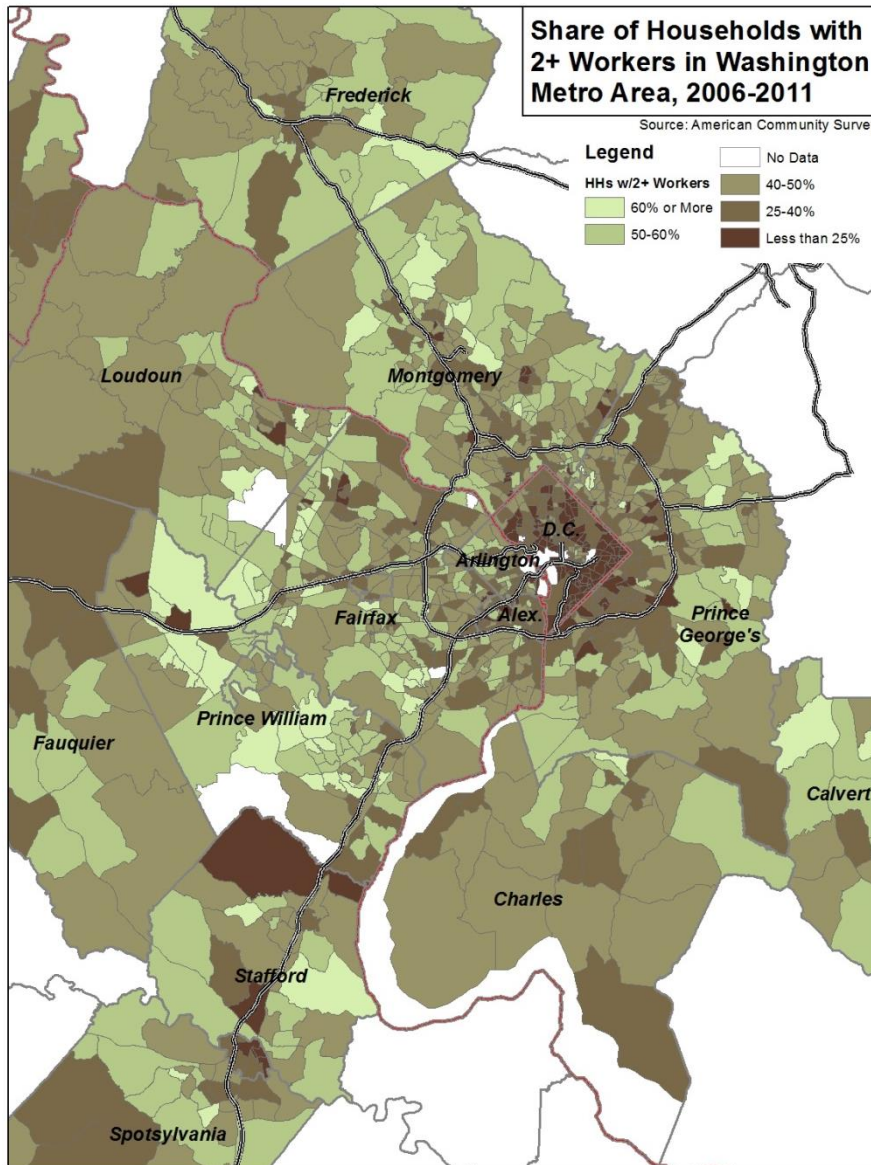 Share of Households with
2+ Workers in Washington
Metro Area, 2006-2011
Source: American Community Surve
Legend
HHs w/2+ Workers
60% or More
50-60%
No Data
40-50%
25-40%
Less than 25%
Frederick
Loudoun
Montgomery
D.C.
Arlington
Fairfax
Alex.
Prince
George's
Prince William
Fauquier
Calvert
Charles
Stafford
Spotsylvania